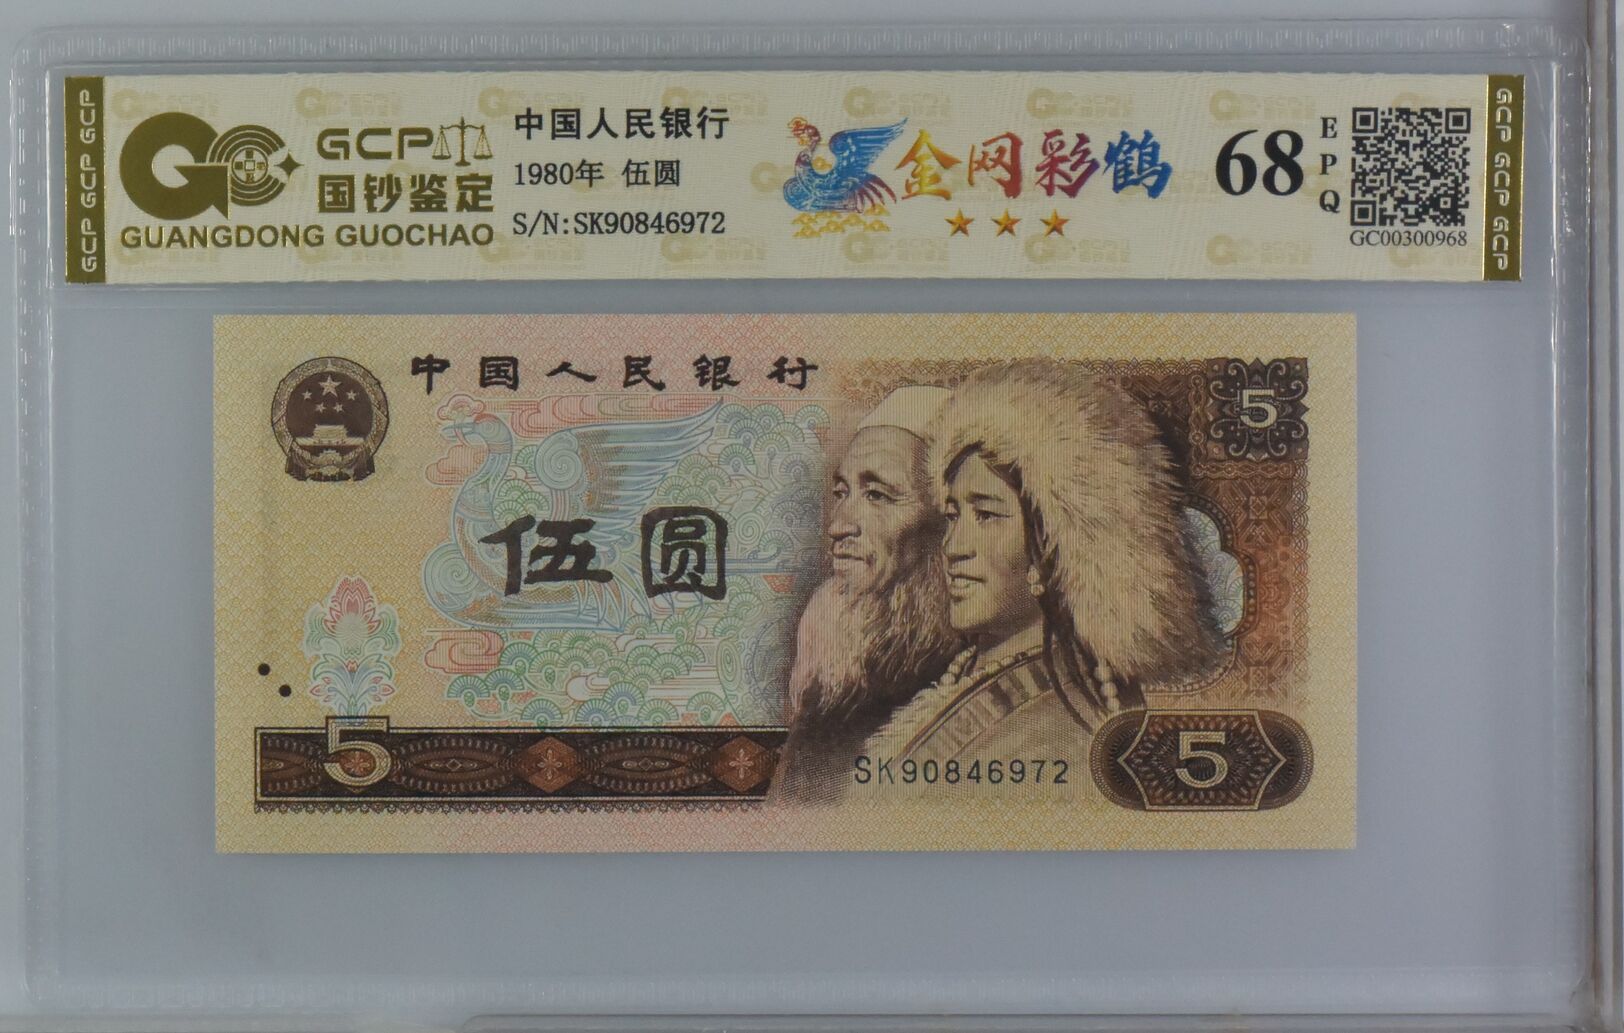 GCP GCP GCP
GCP
国钞鉴定
GUANGDONG GUOCHAO
中国人民银行
1980年 伍圆
S/N:SK90846972
金网彩鹤
68
EPQ
GC00300968
GCP GCP GCP
中国人民银行
5
伍圆
5
SK90846972
5